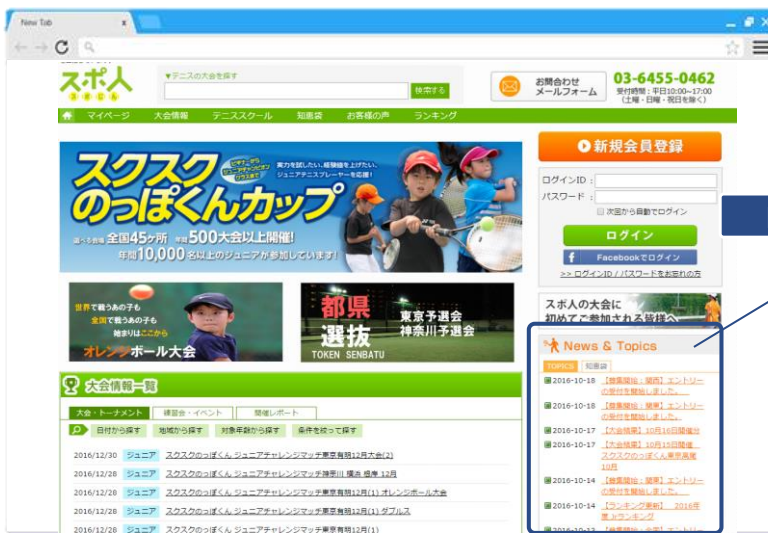 New Tab
スポ人
スポじん
▼テニスの大会を探す
検索する
お問合わせ
メールフォーム
03-6455-0462
受付時間:平日10:00~17:00
(土曜・日曜・祝日を除く)
マイページ 大会情報 テニススクール 知恵袋 お客様の声 ランキング
スクスク
のっぽくんカップ
ビギナーから
ジュニアチャンピオン
クラスまで
実力を試したい、経験値を上げたい、
ジュニアテニスプレーヤーを応援!
選べる会場 全国45ヶ所 年間500大会以上開催!
年間10,000名以上のジュニアが参加しています!
新規会員登録
ログインID:
パスワード:
次回から自動でログイン
ログイン
f Facebookでログイン
>> ログインID / パスワードをお忘れの方
世界で戦うあの子も
全国で戦うあの子も
始まりはここから
オレンジボール大会
都県
選抜
TOKEN SENBATU
東京予選会
神奈川予選会
スポ人の大会に
初めてご参加される皆様へ
News & Topics
TOPICS 知恵袋
2016-10-18 【募集開始:関西】エントリー
の受付を開始しました。
2016-10-18 【募集開始:関東】エントリー
の受付を開始しました。
2016-10-17 【大会結果】10月16日開催分
2016-10-17 【大会結果】10月15日開催
スクスクのっぽくん東京高尾
10月
2016-10-14 【募集開始:関東】エントリー
の受付を開始しました。
2016-10-14 【ランキング更新】 2016年
度 Jrランキング
大会情報一覧
大会・トーナメント 練習会・イベント 開催レポート
日付から探す 地域から探す 対象年齢から探す 条件を絞って探す
2016/12/30 ジュニア スクスクのっぽくん ジュニアチャレンジマッチ東京有明12月大会(2)
2016/12/28 ジュニア スクスクのっぽくん ジュニアチャレンジマッチ神奈川 横浜 根岸 12月
2016/12/28 ジュニア スクスクのっぽくん ジュニアチャレンジマッチ東京有明12月(1) オレンジボール大会
2016/12/28 ジュニア スクスクのっぽくん ジュニアチャレンジマッチ東京有明12月(1) ダブルス
2016/12/28 ジュニア スクスクのっぽくん ジュニアチャレンジマッチ東京有明12月(1)